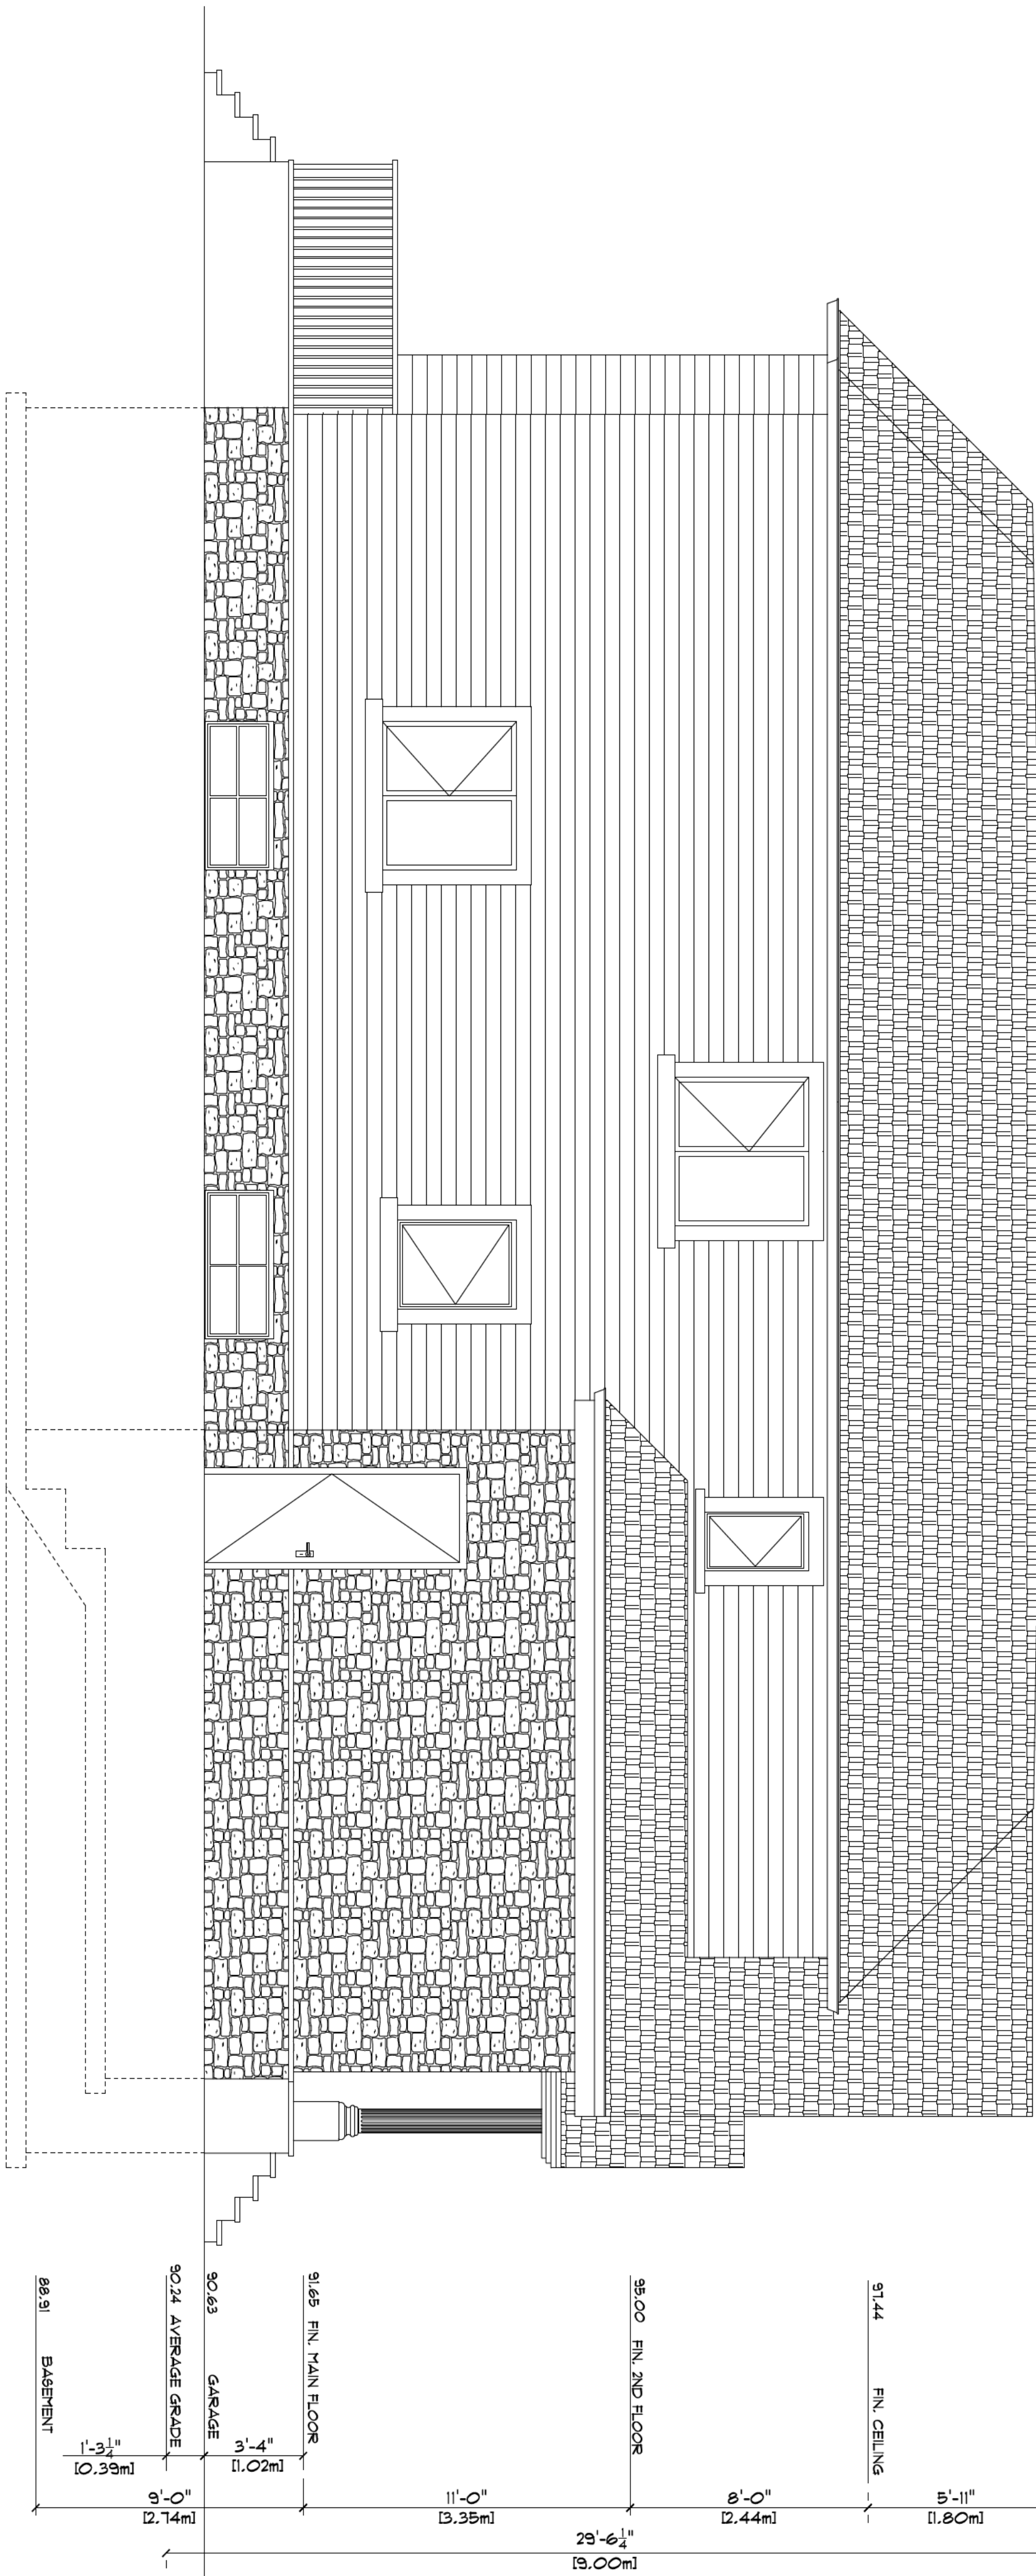 97.44 FIN. CEILING
95.00 FIN. 2ND FLOOR
91.65 FIN. MAIN FLOOR
90.63 GARAGE
90.24 AVERAGE GRADE
88.91 BASEMENT
5'-11"
[1.80m]
8'-0"
[2.44m]
11'-0"
[3.35m]
3'-4"
[1.02m]
1'-3¼"
[0.39m]
9'-0"
[2.74m]
29'-6¼"
[9.00m]